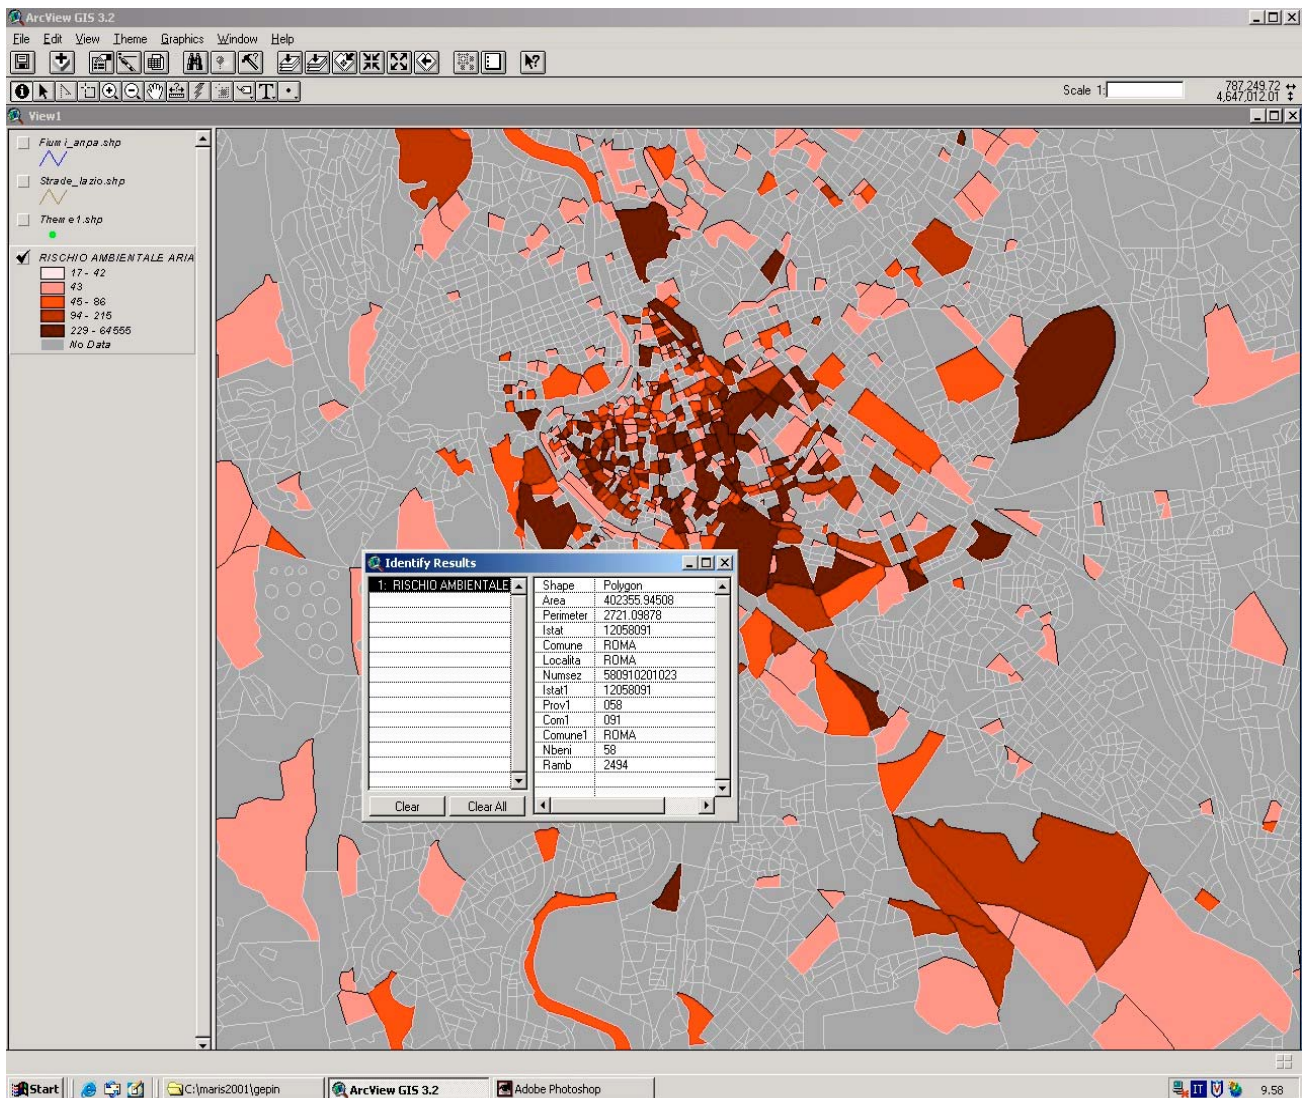 ArcView GIS 3.2
File Edit View Theme Graphics Window Help
Scale 1:
787,249.72
4,647,012.01
View1
Fiumi_anpa.shp
Strade_lazio.shp
Theme1.shp
RISCHIO AMBIENTALE ARIA
17 - 42
43
45 - 86
94 - 215
229 - 64555
No Data
Identify Results
1: RISCHIO AMBIENTALE
Shape Polygon
Area 402355.94508
Perimeter 2721.09878
Istat 12058091
Comune ROMA
Localita ROMA
Numsez 580910201023
Istat1 12058091
Prov1 058
Com1 091
Comune1 ROMA
Nbeni 58
Ramb 2494
Clear Clear All
Start C:\maris2001\gepin ArcView GIS 3.2 Adobe Photoshop IT 9.58